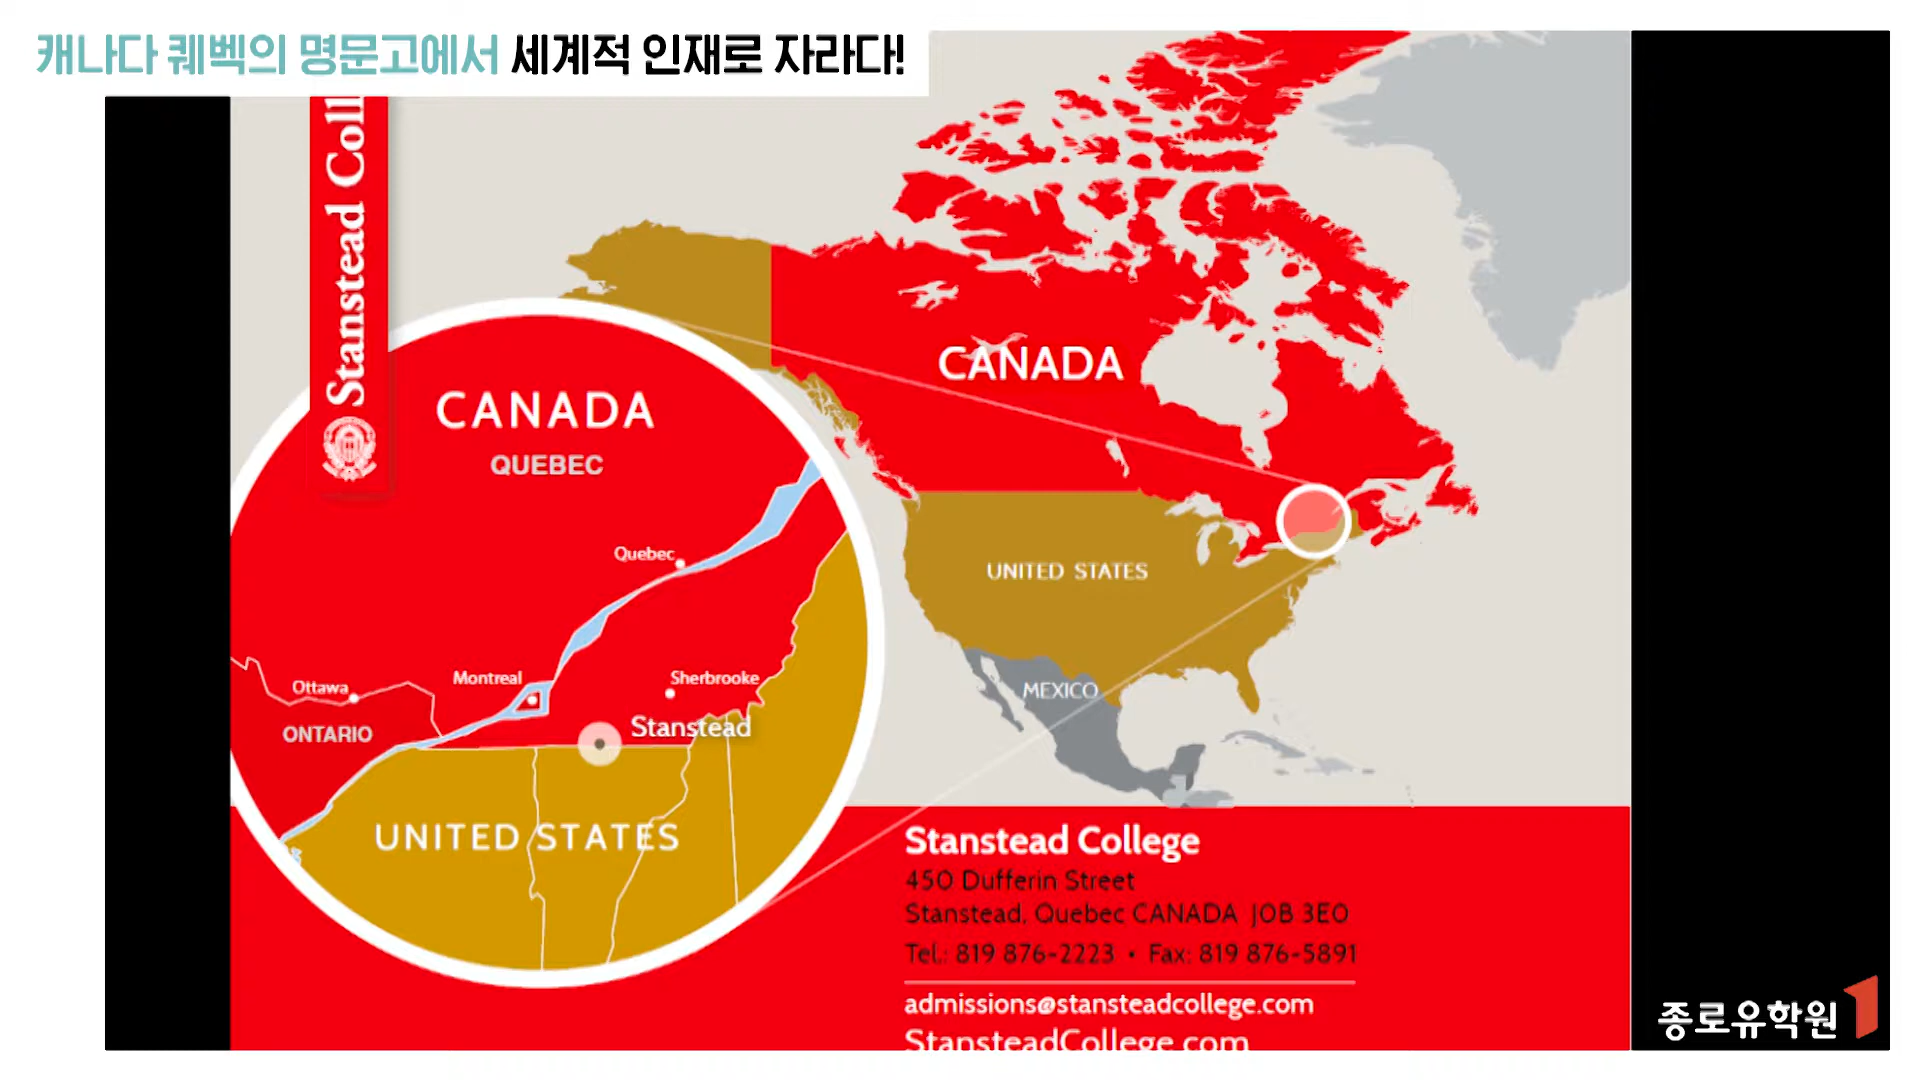 캐나다 퀘벡의 명문고에서 세계적 인재로 자라다!
Stanstead Coll
CANADA
QUEBEC
Quebec
Montreal
Sherbrooke
Ottawa
Stanstead
ONTARIO
UNITED STATES
CANADA
UNITED STATES
MEXICO
Stanstead College
450 Dufferin Street
Stanstead, Quebec CANADA J0B 3E0
Tel.: 819 876-2223 • Fax: 819 876-5891
admissions@stansteadcollege.com
StansteadCollege.com
종로유학원